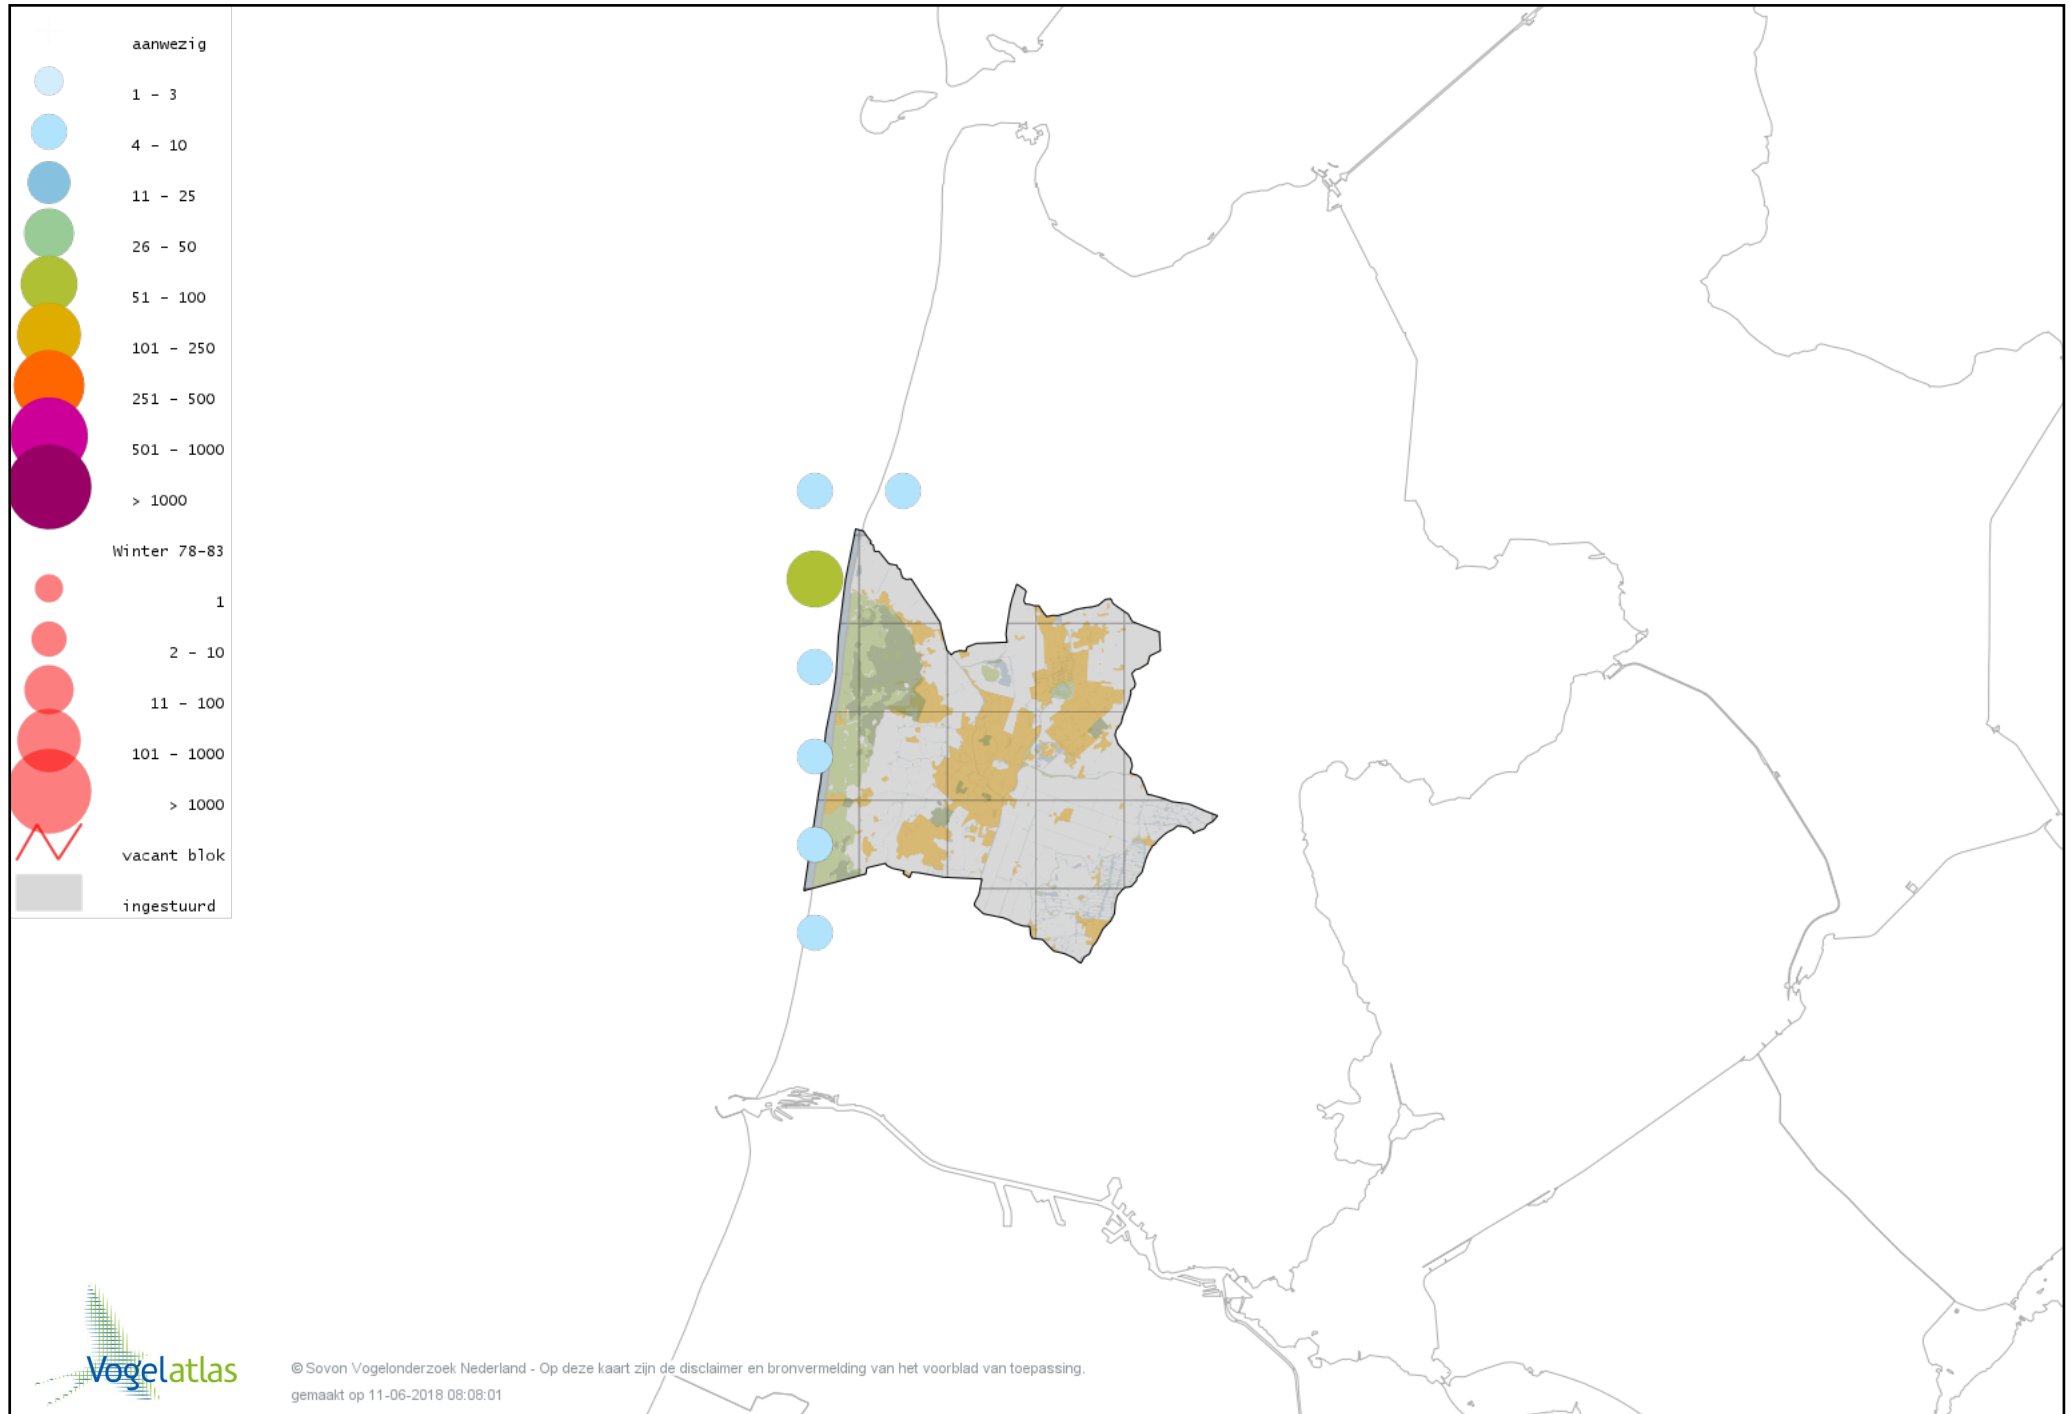 aanwezig
1 - 3
4 - 10
11 - 25
26 - 50
51 - 100
101 - 250
251 - 500
501 - 1000
> 1000
Winter 78-83
1
2 - 10
11 - 100
101 - 1000
> 1000
vacant blok
ingestuurd
Vogelatlas
© Sovon Vogelonderzoek Nederland - Op deze kaart zijn de disclaimer en bronvermelding van het voorblad van toepassing.
gemaakt op 11-06-2018 08:08:01